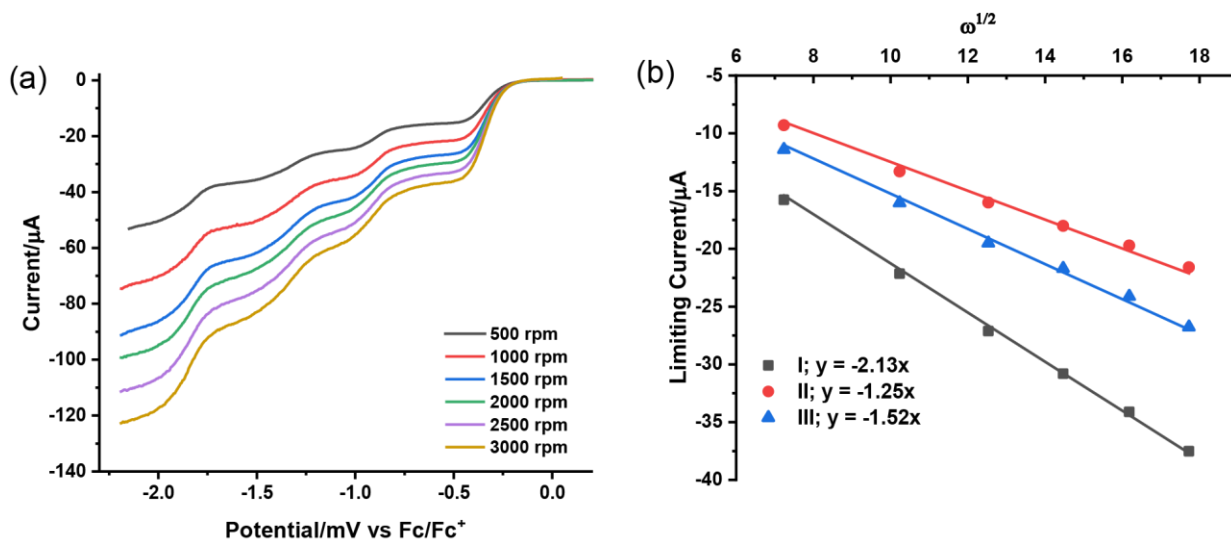 (a)
0
-20
-40
-60
-80
-100
-120
-140
Current/µA
500 rpm
1000 rpm
1500 rpm
2000 rpm
2500 rpm
3000 rpm
-2.0 -1.5 -1.0 -0.5 0.0
Potential/mV vs Fc/Fc⁺
(b)
ω¹/²
6 8 10 12 14 16 18
-5
-10
-15
-20
-25
-30
-35
-40
Limiting Current/µA
I; y = -2.13x
II; y = -1.25x
III; y = -1.52x